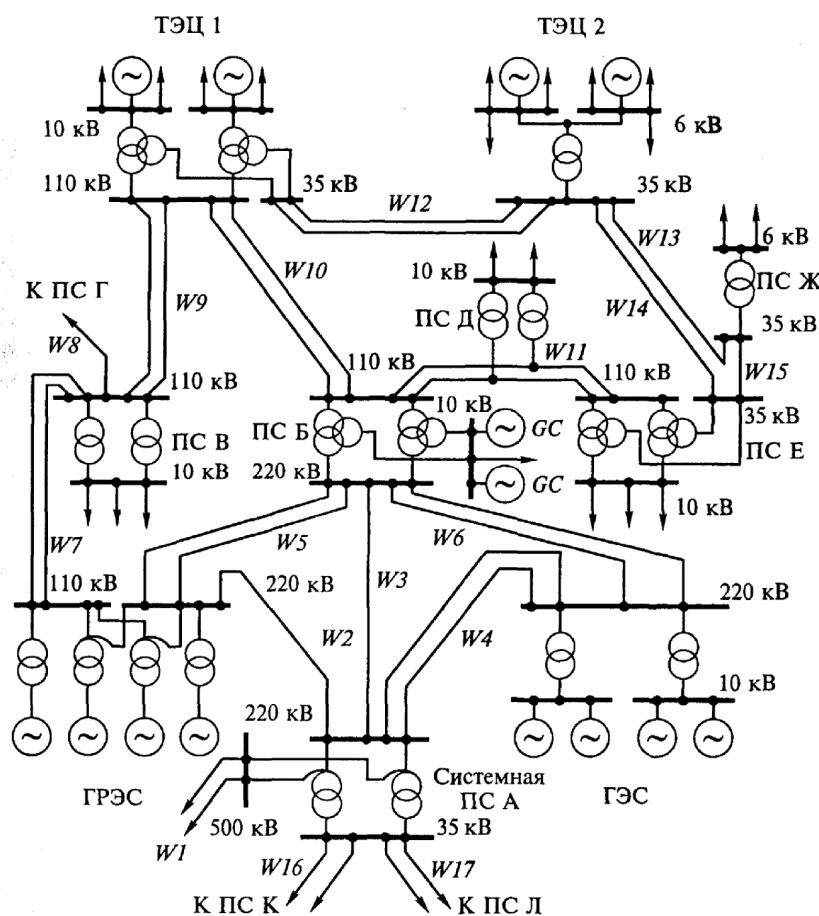 ТЭЦ 1
ТЭЦ 2
10 кВ
6 кВ
110 кВ
35 кВ
35 кВ
W12
W13
6 кВ
К ПС Г
W9
W10
10 кВ
ПС Ж
ПС Д
W14
35 кВ
W8
W11
110 кВ
110 кВ
110 кВ
W15
10 кВ
35 кВ
ПС В
ПС Б
GC
ПС Е
10 кВ
220 кВ
GC
10 кВ
W7
W5
W6
110 кВ
220 кВ
W3
220 кВ
W2
W4
10 кВ
220 кВ
ГРЭС
Системная
ПС А
ГЭС
500 кВ
35 кВ
W1
W16
W17
К ПС К
К ПС Л